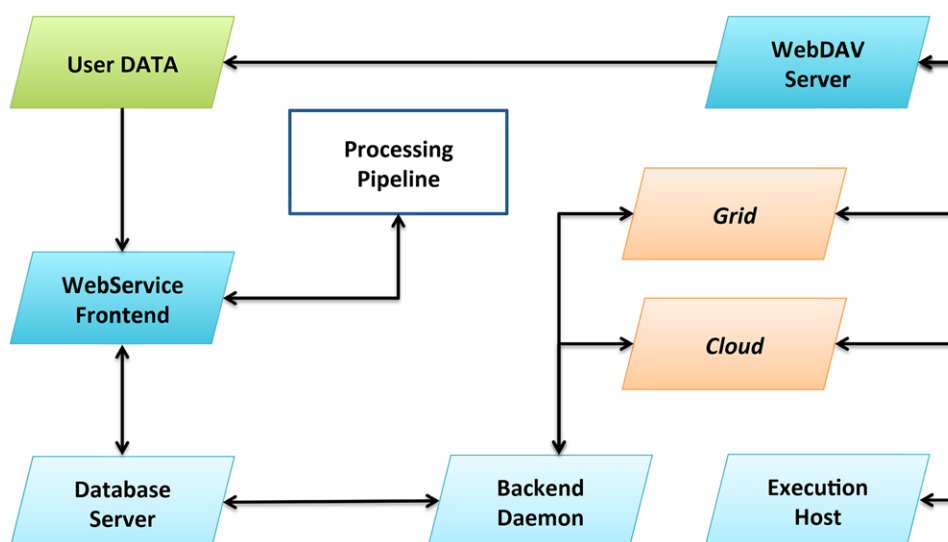 User DATA
WebDAV
Server
Processing
Pipeline
Grid
WebService
Frontend
Cloud
Database
Server
Backend
Daemon
Execution
Host